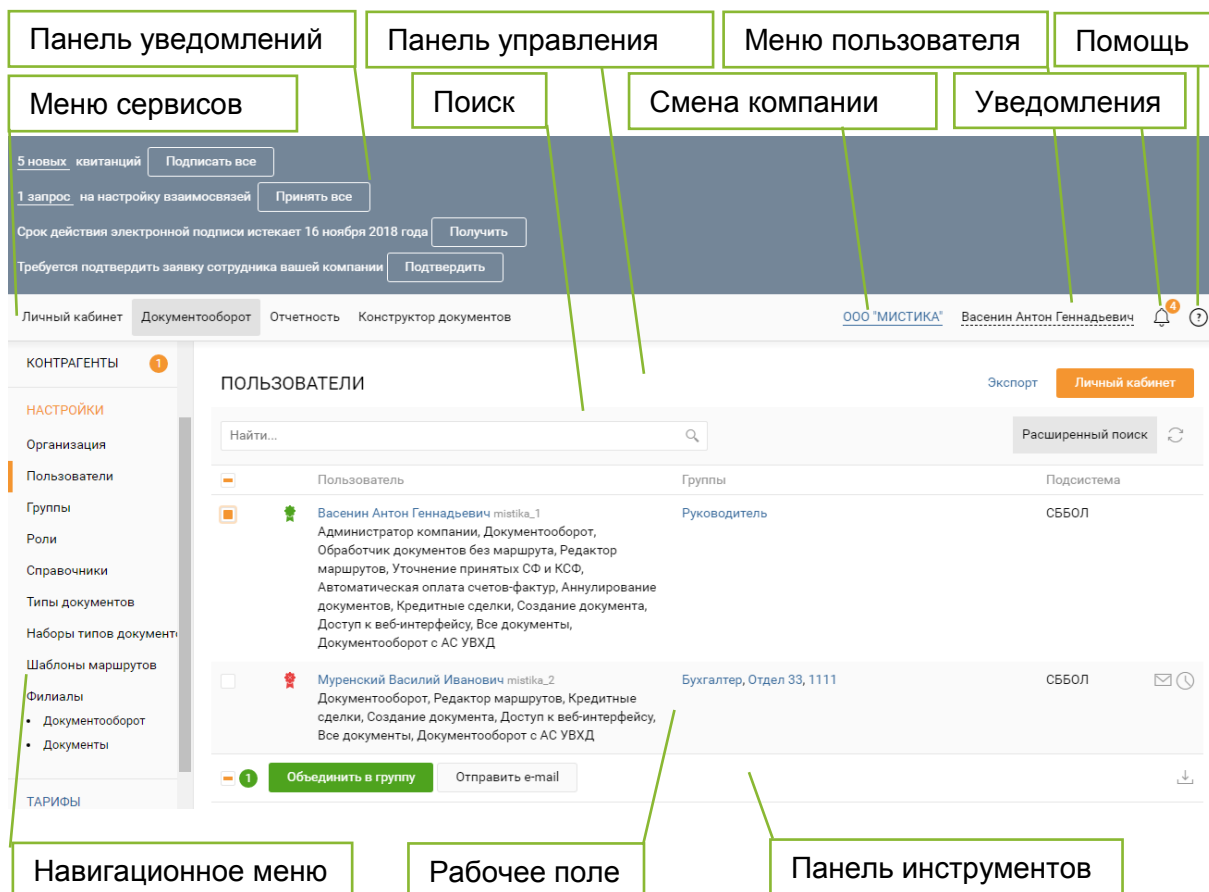 Панель уведомлений
Панель управления
Меню пользователя
Помощь
Меню сервисов
Поиск
Смена компании
Уведомления
5 новых квитанций Подписать все
1 запрос на настройку взаимосвязей Принять все
Срок действия электронной подписи истекает 16 ноября 2018 года Получить
Требуется подтвердить заявку сотрудника вашей компании Подтвердить
Личный кабинет Документооборот Отчетность Конструктор документов ООО "МИСТИКА" Васенин Антон Геннадьевич 4 ?
КОНТРАГЕНТЫ 1
НАСТРОЙКИ
Организация
Пользователи
Группы
Роли
Справочники
Типы документов
Наборы типов документо
Шаблоны маршрутов
Филиалы
• Документооборот
• Документы
ТАРИФЫ
ПОЛЬЗОВАТЕЛИ
Экспорт Личный кабинет
Найти...
Расширенный поиск
Пользователь Группы Подсистема
Васенин Антон Геннадьевич mistika_1 Руководитель СББОЛ
Администратор компании, Документооборот,
Обработчик документов без маршрута, Редактор
маршрутов, Уточнение принятых СФ и КСФ,
Автоматическая оплата счетов-фактур, Аннулирование
документов, Кредитные сделки, Создание документа,
Доступ к веб-интерфейсу, Все документы,
Документооборот с АС УВХД
Муренский Василий Иванович mistika_2 Бухгалтер, Отдел 33, 1111 СББОЛ
Документооборот, Редактор маршрутов, Кредитные
сделки, Создание документа, Доступ к веб-интерфейсу,
Все документы, Документооборот с АС УВХД
1 Объединить в группу Отправить e-mail
Навигационное меню
Рабочее поле
Панель инструментов